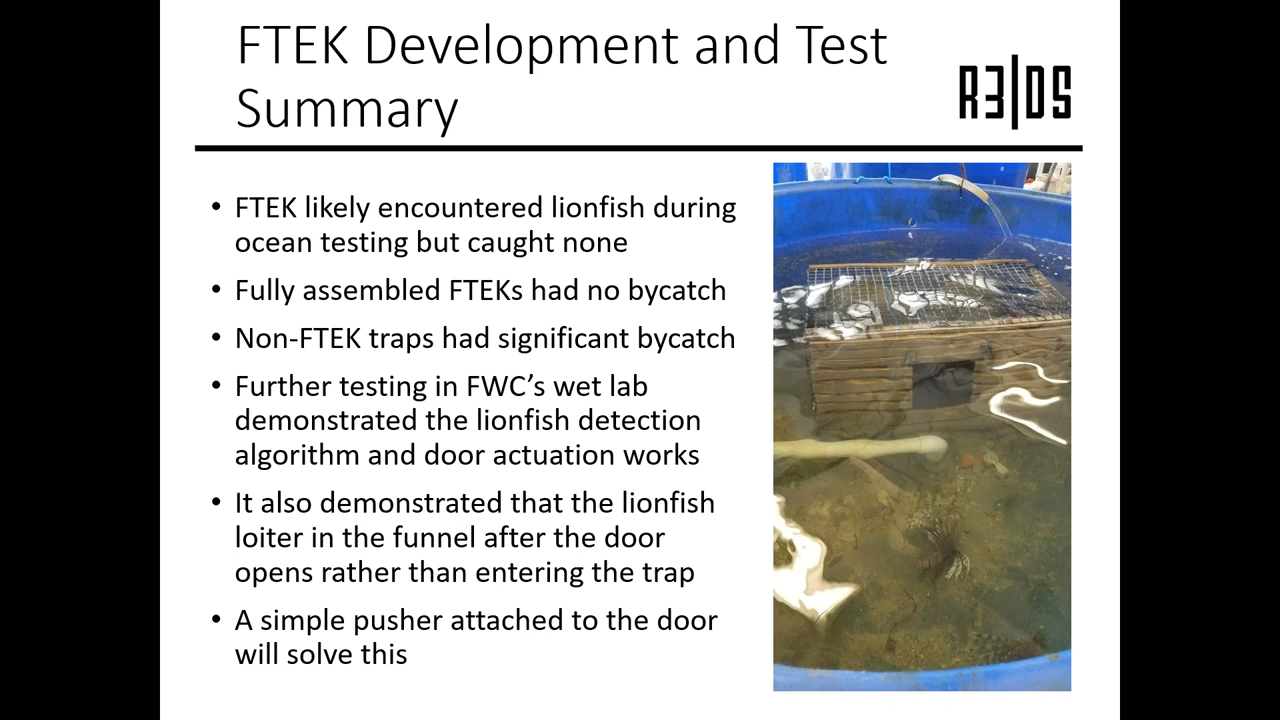 FTEK Development and Test
Summary
R3|DS
• FTEK likely encountered lionfish during
ocean testing but caught none
• Fully assembled FTEKs had no bycatch
• Non-FTEK traps had significant bycatch
• Further testing in FWC’s wet lab
demonstrated the lionfish detection
algorithm and door actuation works
• It also demonstrated that the lionfish
loiter in the funnel after the door
opens rather than entering the trap
• A simple pusher attached to the door
will solve this